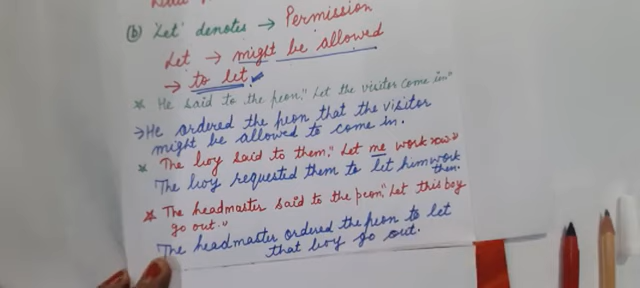 (b) 'Let' denotes → Permission
Let → might be allowed
→ to let
* He said to the peon," Let the visitor come in"
→ He ordered the peon that the visitor
might be allowed to come in.
* The boy said to them," Let me work now"
The boy requested them to let him work
then.
* The headmaster said to the peon," Let this boy
go out."
The headmaster ordered the peon to let
that boy go out.